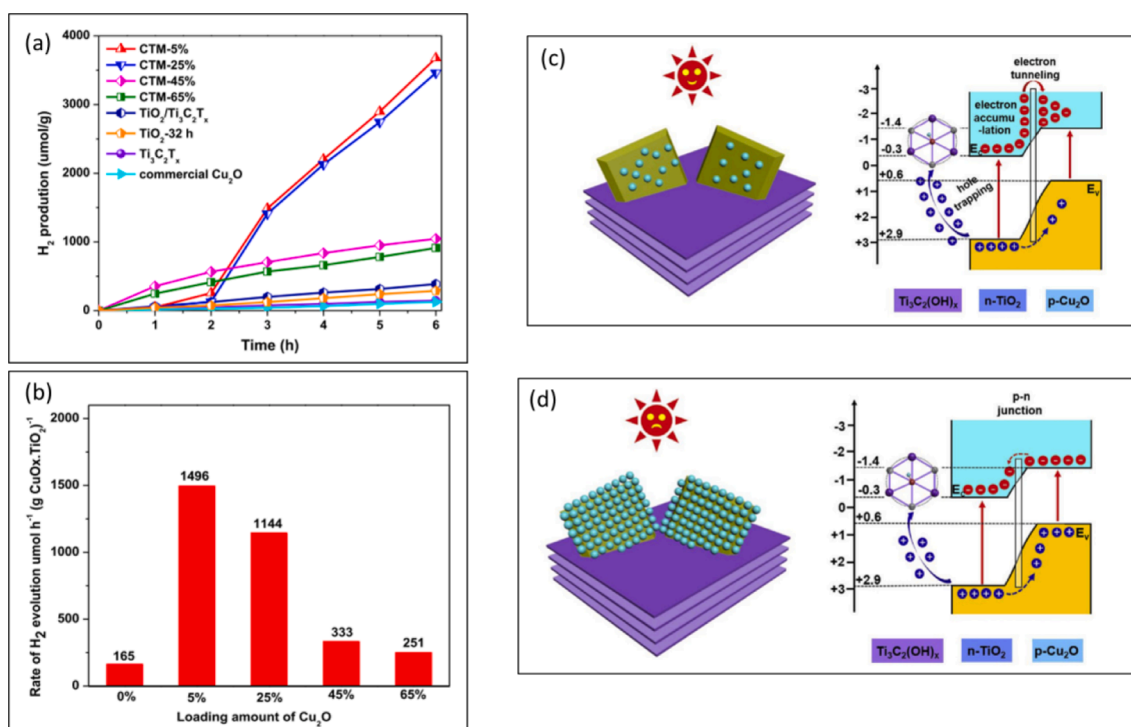 (a)
4000
3000
2000
1000
0
H₂ prodution (umol/g)
CTM-5%
CTM-25%
CTM-45%
CTM-65%
TiO₂/Ti₃C₂Tₓ
TiO₂-32 h
Ti₃C₂Tₓ
commercial Cu₂O
0 1 2 3 4 5 6
Time (h)
(b)
2000
1500
1000
500
0
Rate of H₂ evolution umol h⁻¹ (g CuOx.TiO₂)⁻¹
165
1496
1144
333
251
0% 5% 25% 45% 65%
Loading amount of Cu₂O
(c)
electron
tunneling
electron
accumu
-lation
-3
-2
-1
0
+1
+2
+3
-1.4
-0.3
+0.6
+2.9
hole
trapping
Eᵥ
Ti₃C₂(OH)ₓ n-TiO₂ p-Cu₂O
(d)
p-n
junction
-3
-2
-1
0
+1
+2
+3
-1.4
-0.3
+0.6
+2.9
Eᵥ
Ti₃C₂(OH)ₓ n-TiO₂ p-Cu₂O